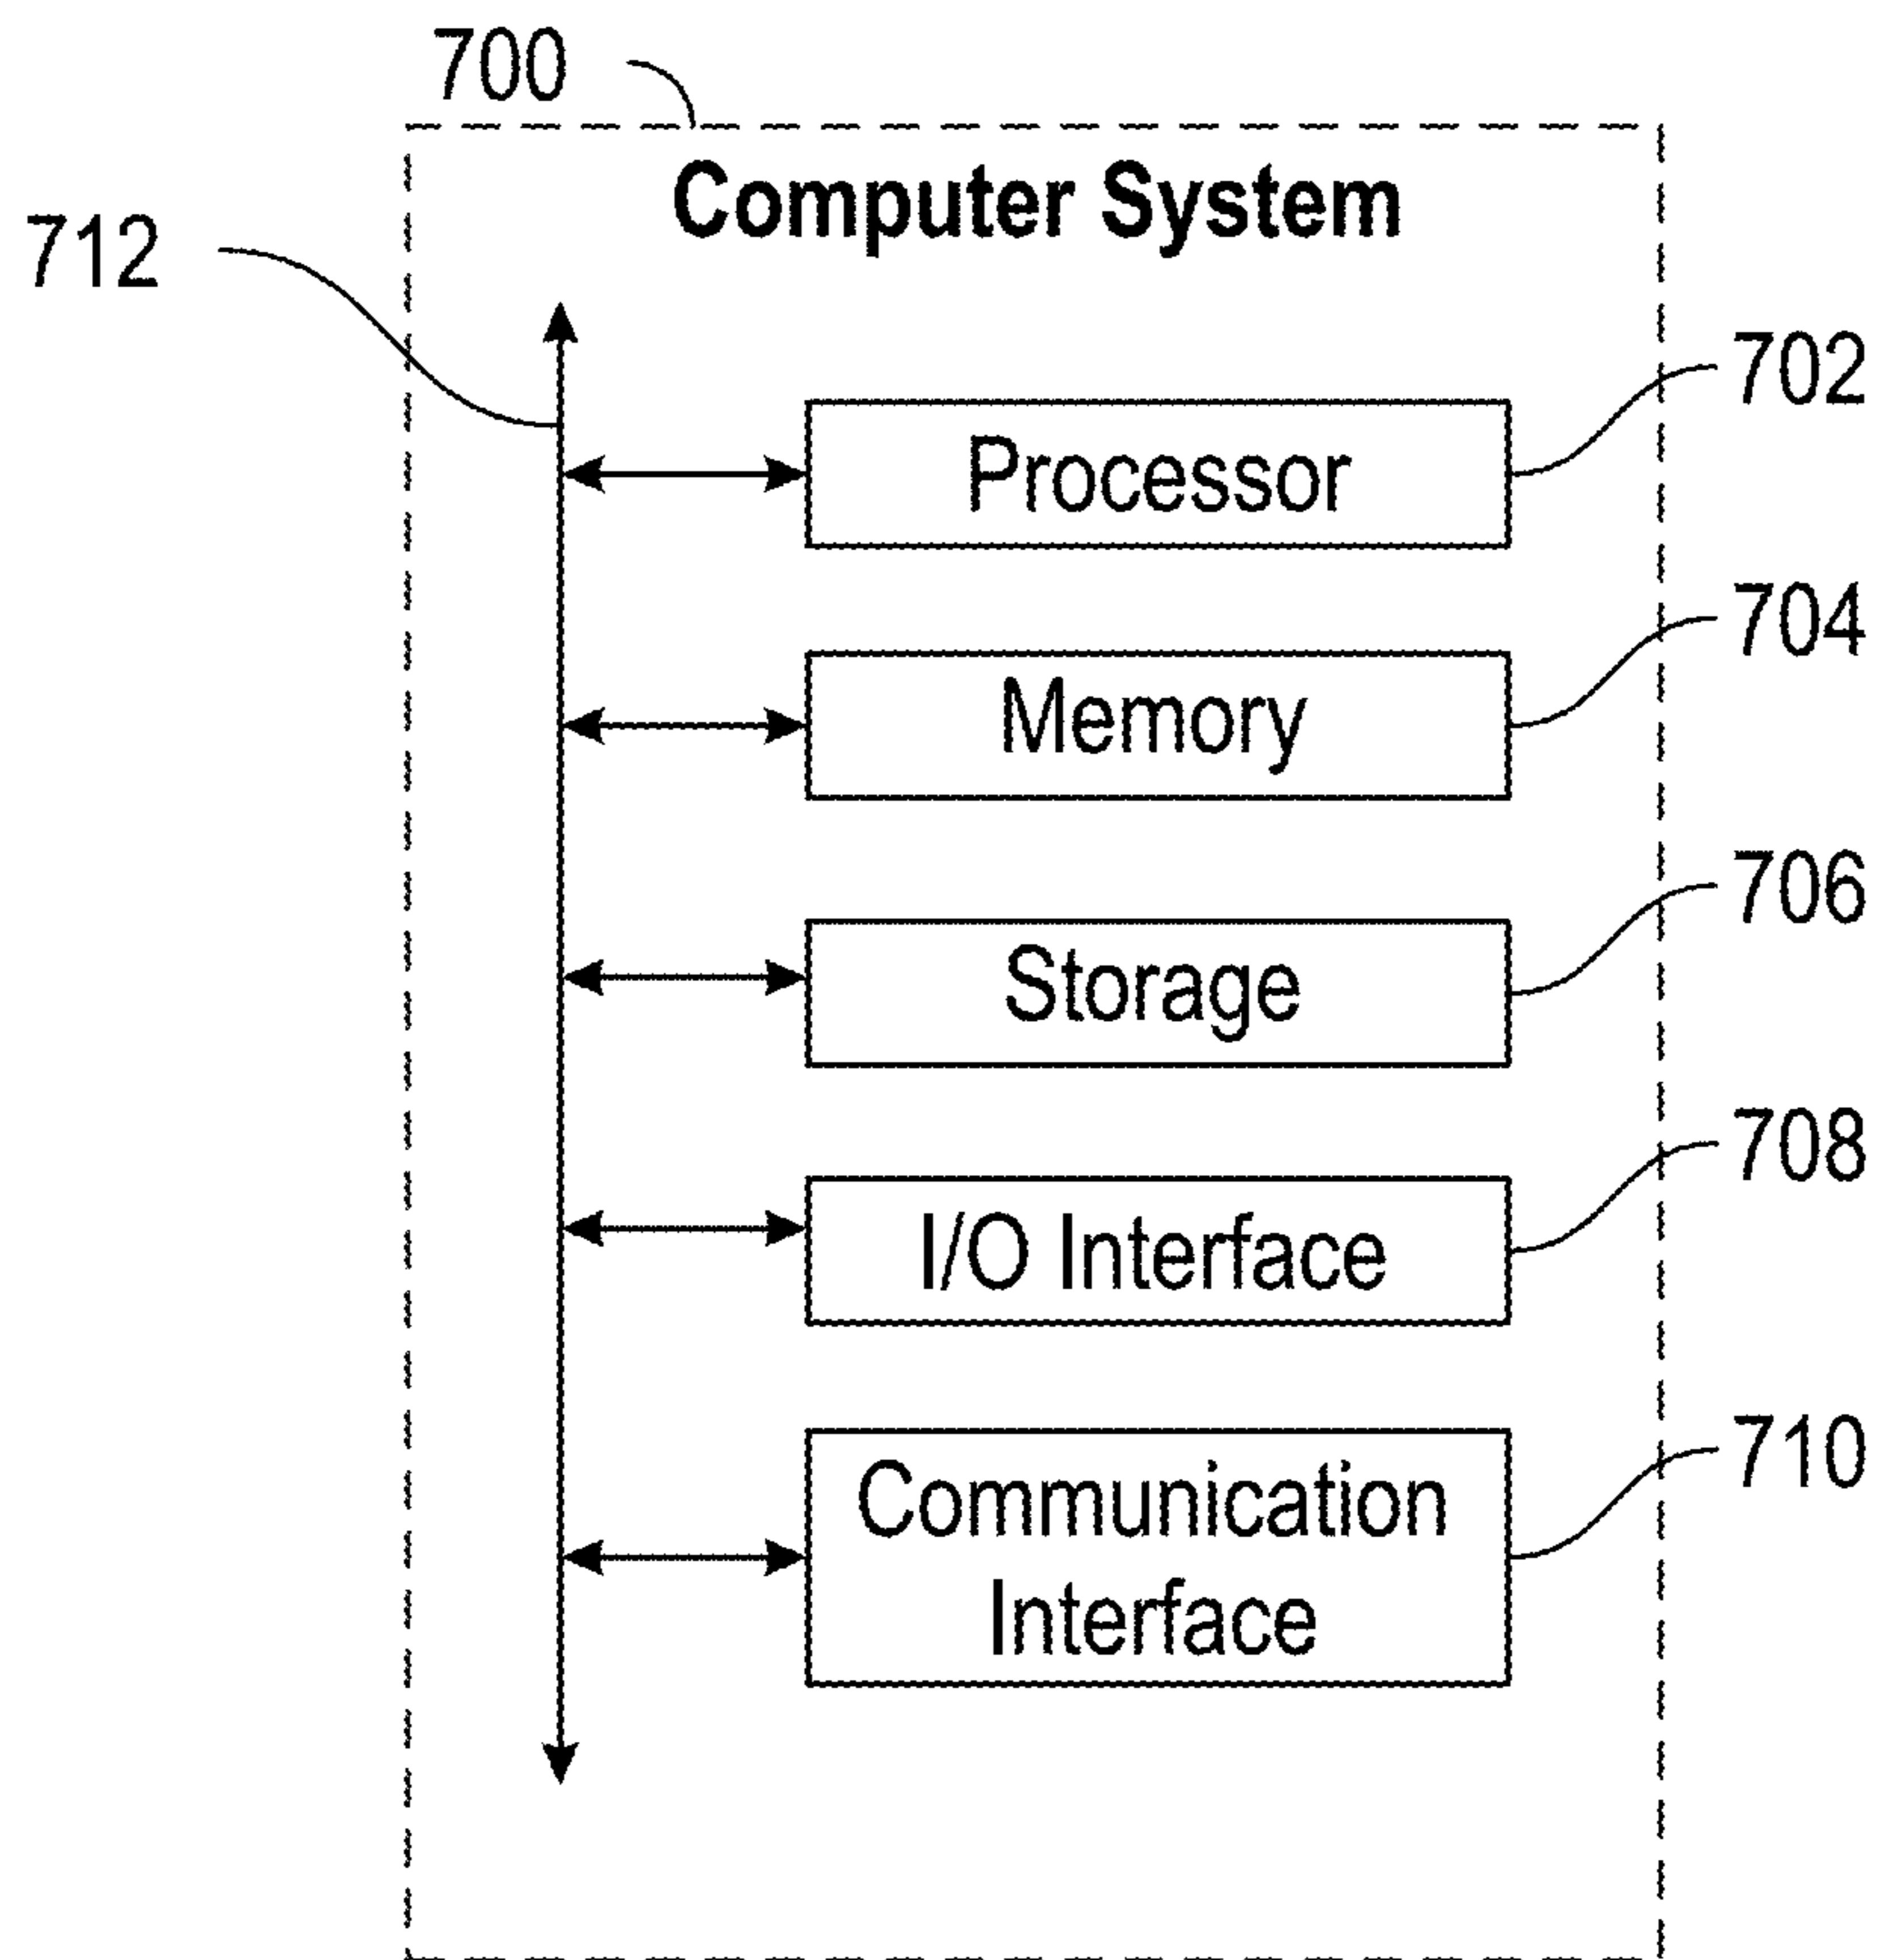 700
Computer System
712
702
Processor
704
Memory
706
Storage
708
I/O Interface
710
Communication
Interface